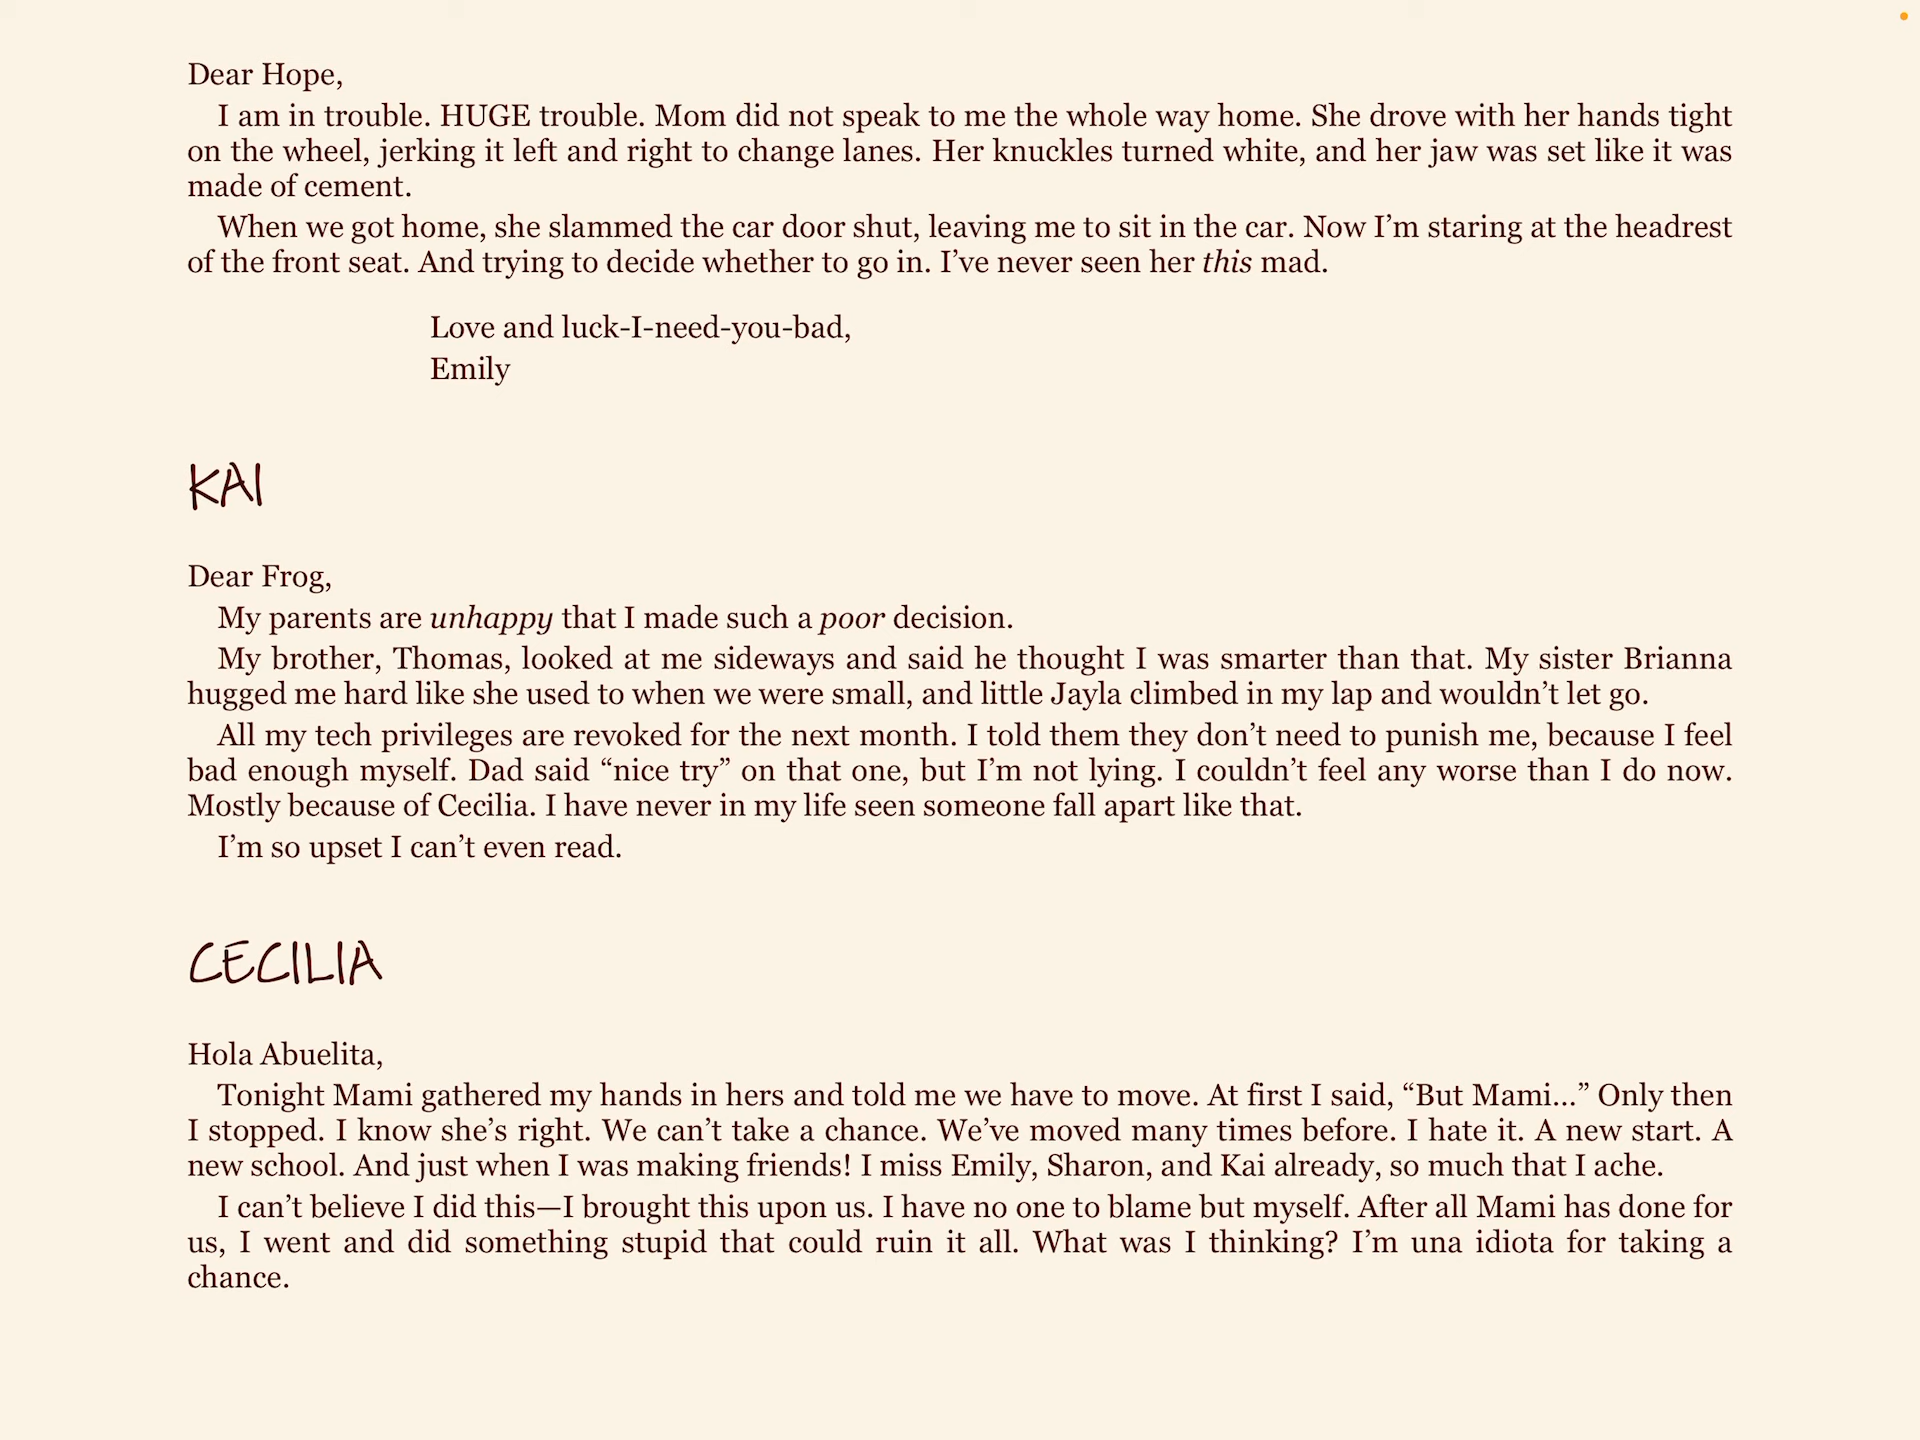 Dear Hope,
I am in trouble. HUGE trouble. Mom did not speak to me the whole way home. She drove with her hands tight
on the wheel, jerking it left and right to change lanes. Her knuckles turned white, and her jaw was set like it was
made of cement.
When we got home, she slammed the car door shut, leaving me to sit in the car. Now I’m staring at the headrest
of the front seat. And trying to decide whether to go in. I’ve never seen her this mad.
Love and luck-I-need-you-bad,
Emily
KAI
Dear Frog,
My parents are unhappy that I made such a poor decision.
My brother, Thomas, looked at me sideways and said he thought I was smarter than that. My sister Brianna
hugged me hard like she used to when we were small, and little Jayla climbed in my lap and wouldn’t let go.
All my tech privileges are revoked for the next month. I told them they don’t need to punish me, because I feel
bad enough myself. Dad said “nice try” on that one, but I’m not lying. I couldn’t feel any worse than I do now.
Mostly because of Cecilia. I have never in my life seen someone fall apart like that.
I’m so upset I can’t even read.
CECILIA
Hola Abuelita,
Tonight Mami gathered my hands in hers and told me we have to move. At first I said, “But Mami...” Only then
I stopped. I know she’s right. We can’t take a chance. We’ve moved many times before. I hate it. A new start. A
new school. And just when I was making friends! I miss Emily, Sharon, and Kai already, so much that I ache.
I can’t believe I did this—I brought this upon us. I have no one to blame but myself. After all Mami has done for
us, I went and did something stupid that could ruin it all. What was I thinking? I’m una idiota for taking a
chance.